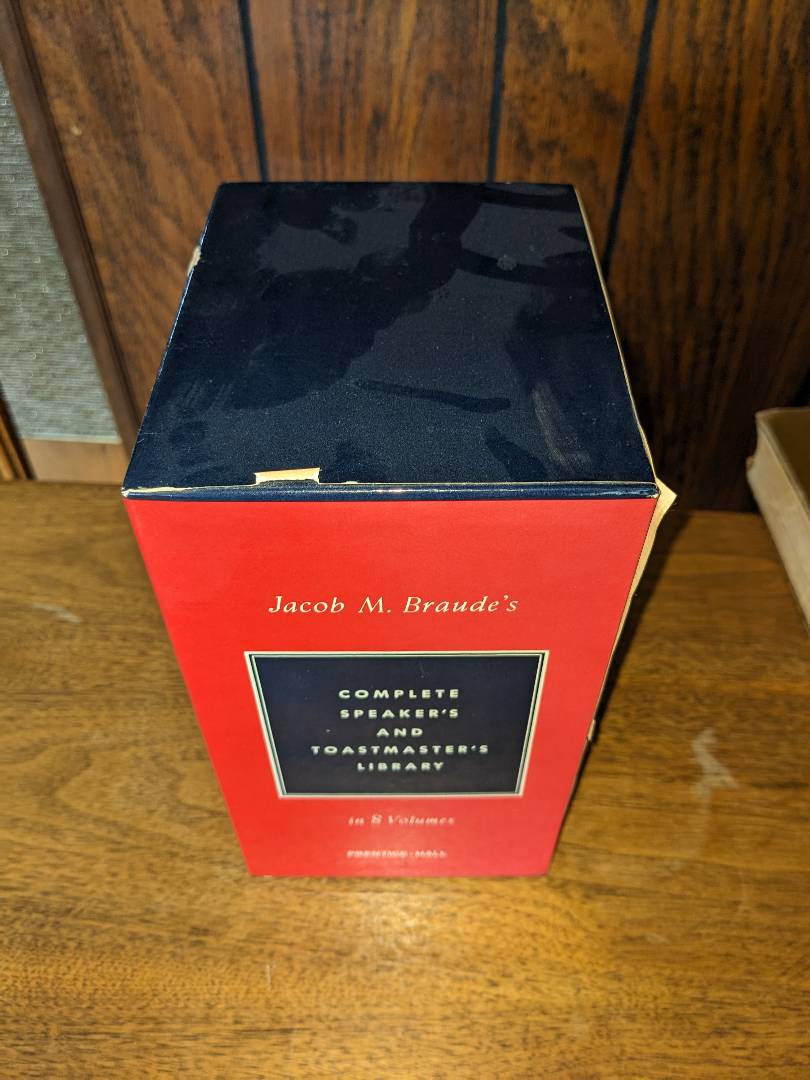 Jacob M. Braude's
COMPLETE
SPEAKER'S
AND
TOASTMASTER'S
LIBRARY
in 8 Volumes
PRENTICE-HALL